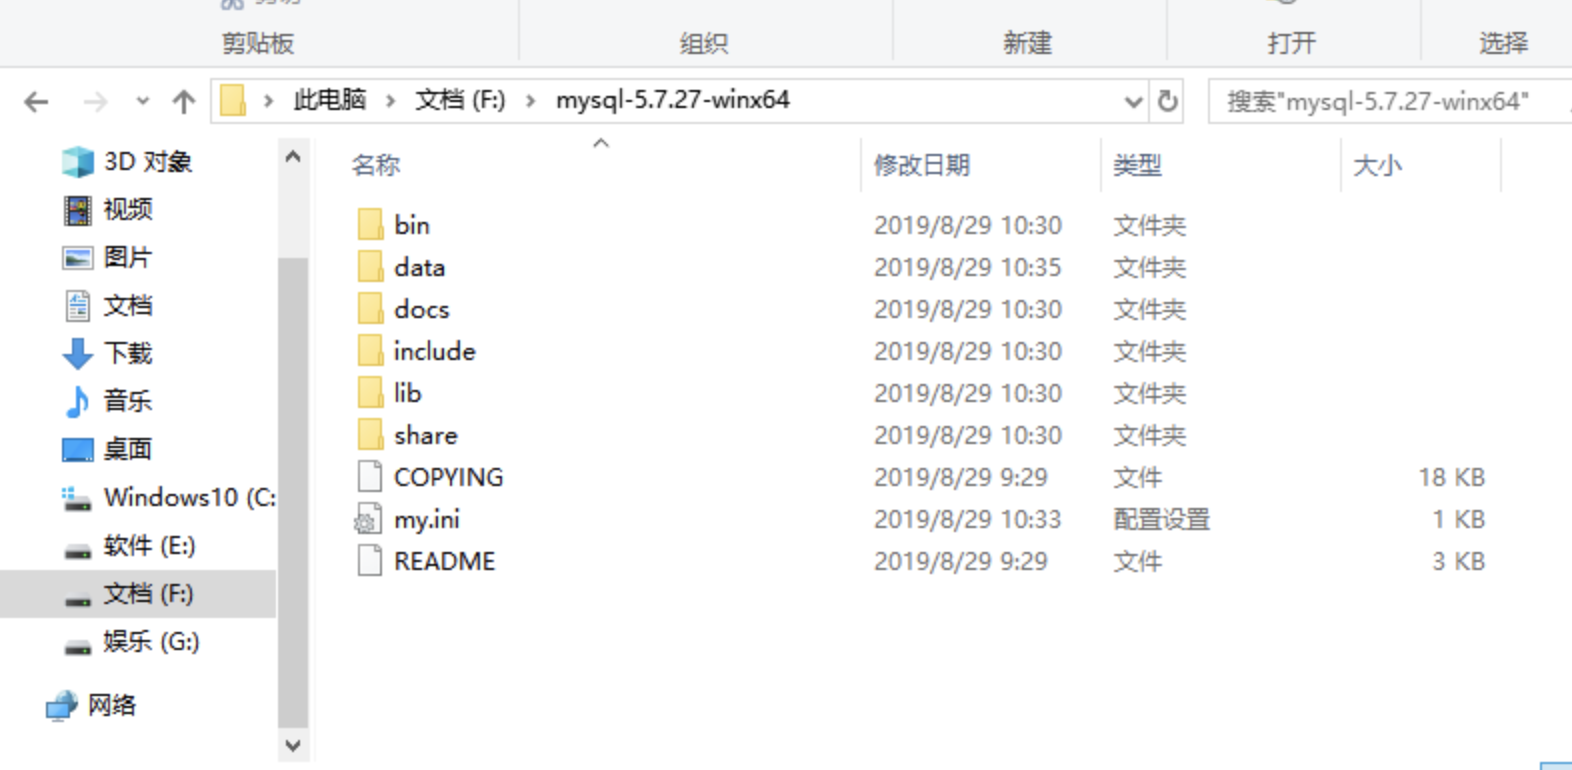 剪贴板 组织 新建 打开 选择
此电脑 › 文档 (F:) › mysql-5.7.27-winx64 搜索"mysql-5.7.27-winx64"
3D 对象
视频
图片
文档
下载
音乐
桌面
Windows10 (C:
软件 (E:)
文档 (F:)
娱乐 (G:)
网络
名称 修改日期 类型 大小
bin 2019/8/29 10:30 文件夹
data 2019/8/29 10:35 文件夹
docs 2019/8/29 10:30 文件夹
include 2019/8/29 10:30 文件夹
lib 2019/8/29 10:30 文件夹
share 2019/8/29 10:30 文件夹
COPYING 2019/8/29 9:29 文件 18 KB
my.ini 2019/8/29 10:33 配置设置 1 KB
README 2019/8/29 9:29 文件 3 KB